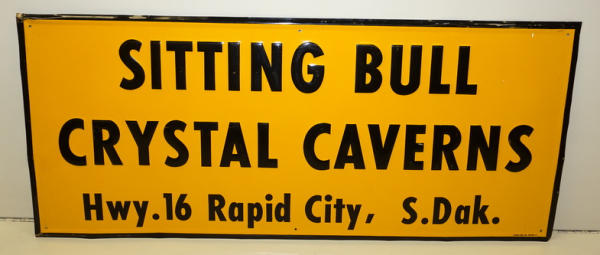 SITTING BULL
CRYSTAL CAVERNS
Hwy.16 Rapid City, S.Dak.